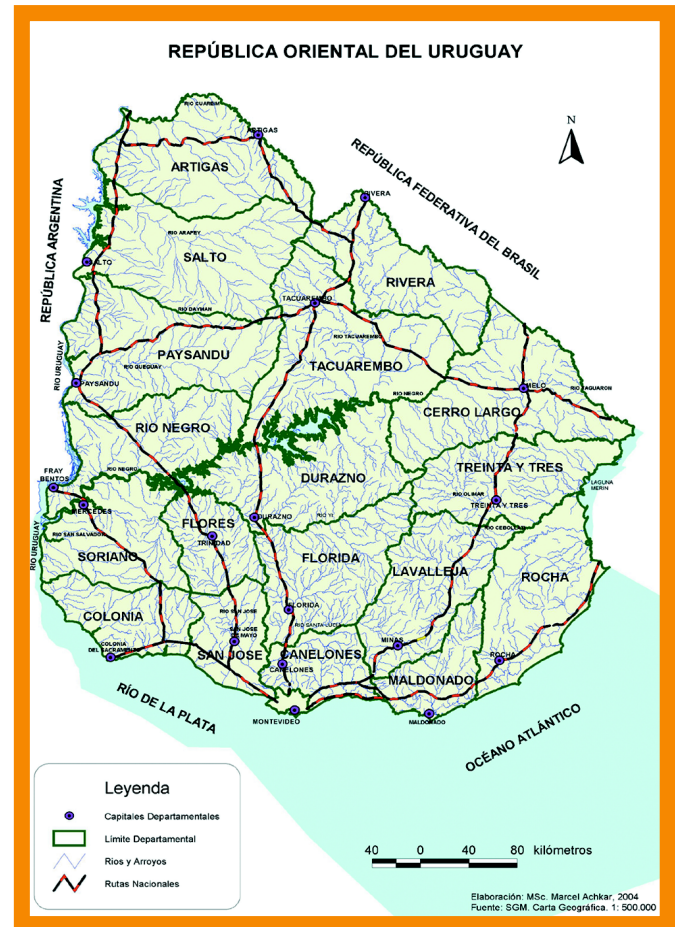 REPÚBLICA ORIENTAL DEL URUGUAY
N
REPÚBLICA FEDERATIVA DEL BRASIL
REPÚBLICA ARGENTINA
RIO CUAREIM
ARTIGAS
ARTIGAS
RIVERA
RIO ARAPEY
SALTO
SALTO
RIVERA
TACUAREMBO
RIO DAYMAN
RIO TACUAREMBO
RIO URUGUAY
PAYSANDU
RIO QUEGUAY
TACUAREMBO
PAYSANDU
MELO
RIO YAGUARON
RIO NEGRO
CERRO LARGO
RIO NEGRO
FRAY
BENTOS
RIO NEGRO
DURAZNO
TREINTA Y TRES
LAGUNA
MERIN
RIO OLIMAR
TREINTA Y TRES
MERCEDES
DURAZNO
RIO YI
FLORES
RIO CEBOLLATI
RIO URUGUAY
RIO SAN SALVADOR
TRINIDAD
SORIANO
FLORIDA
LAVALLEJA
ROCHA
COLONIA
RIO SAN JOSE
FLORIDA
RIO SANTA LUCIA
SAN JOSE
DE MAYO
MINAS
COLONIA
DEL SACRAMENTO
SAN JOSE
CANELONES
CANELONES
ROCHA
MALDONADO
RÍO DE LA PLATA
MONTEVIDEO
MALDONADO
OCÉANO ATLÁNTICO
Leyenda
Capitales Departamentales
Límite Departamental
Rios y Arroyos
Rutas Nacionales
40 0 40 80 kilómetros
Elaboración: MSc. Marcel Achkar, 2004
Fuente: SGM. Carta Geográfica. 1: 500.000